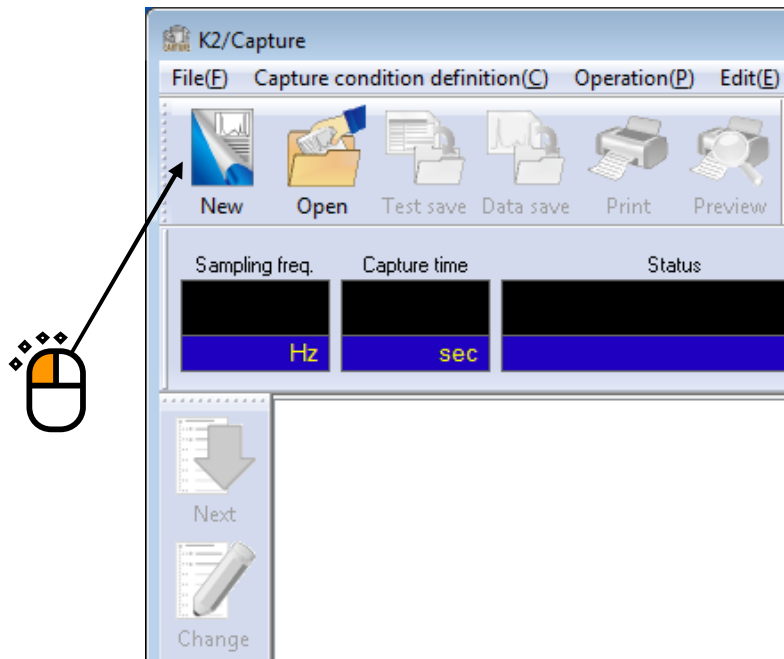 K2/Capture
File(F) Capture condition definition(C) Operation(P) Edit(E)
New Open Test save Data save Print Preview
Sampling freq. Capture time Status
Hz sec
Next
Change